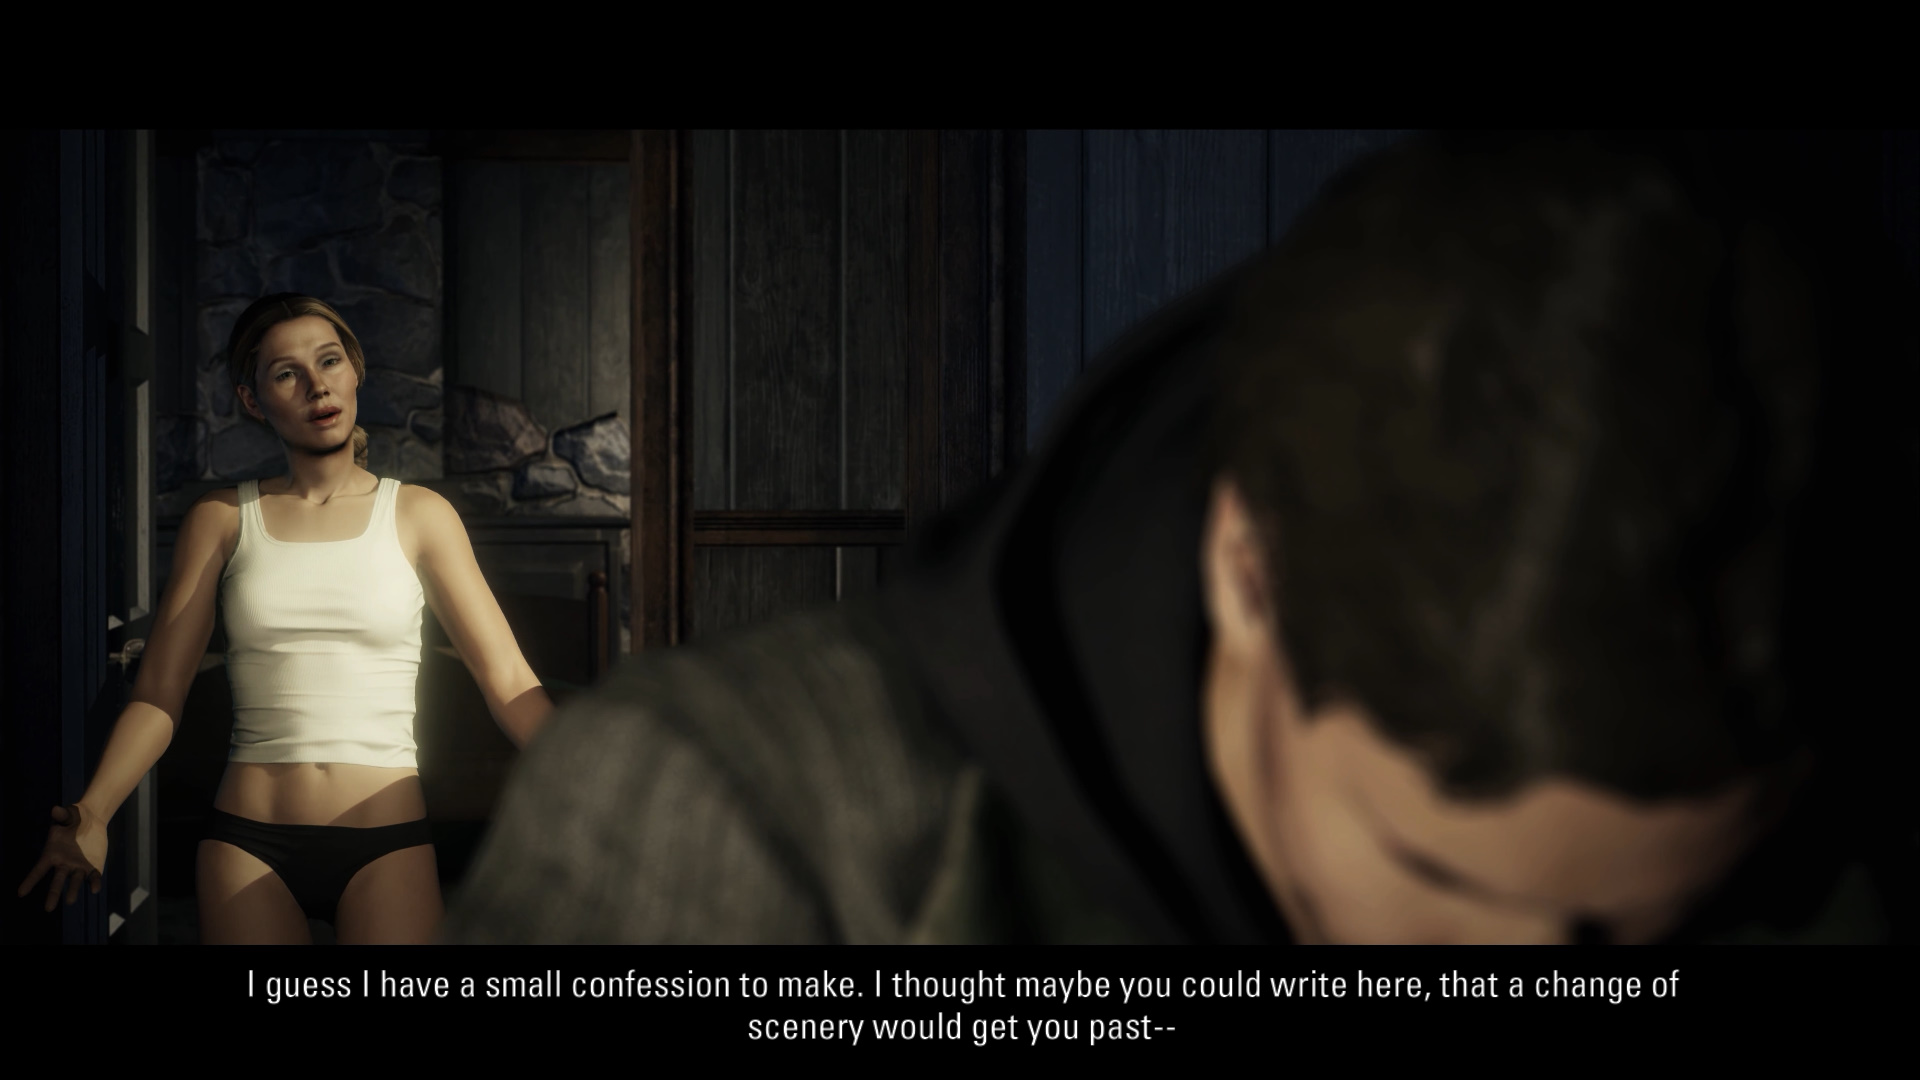 I guess I have a small confession to make. I thought maybe you could write here, that a change of
scenery would get you past--